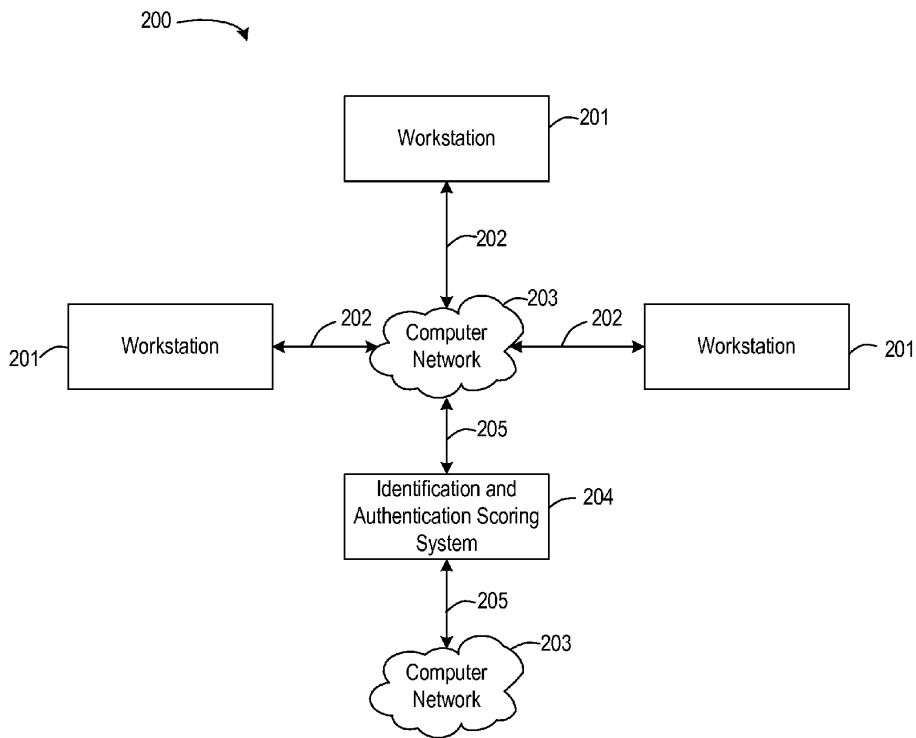 200
Workstation
201
202
203
Computer
Network
201
Workstation
202
202
Workstation
201
205
Identification and
Authentication Scoring
System
204
205
203
Computer
Network